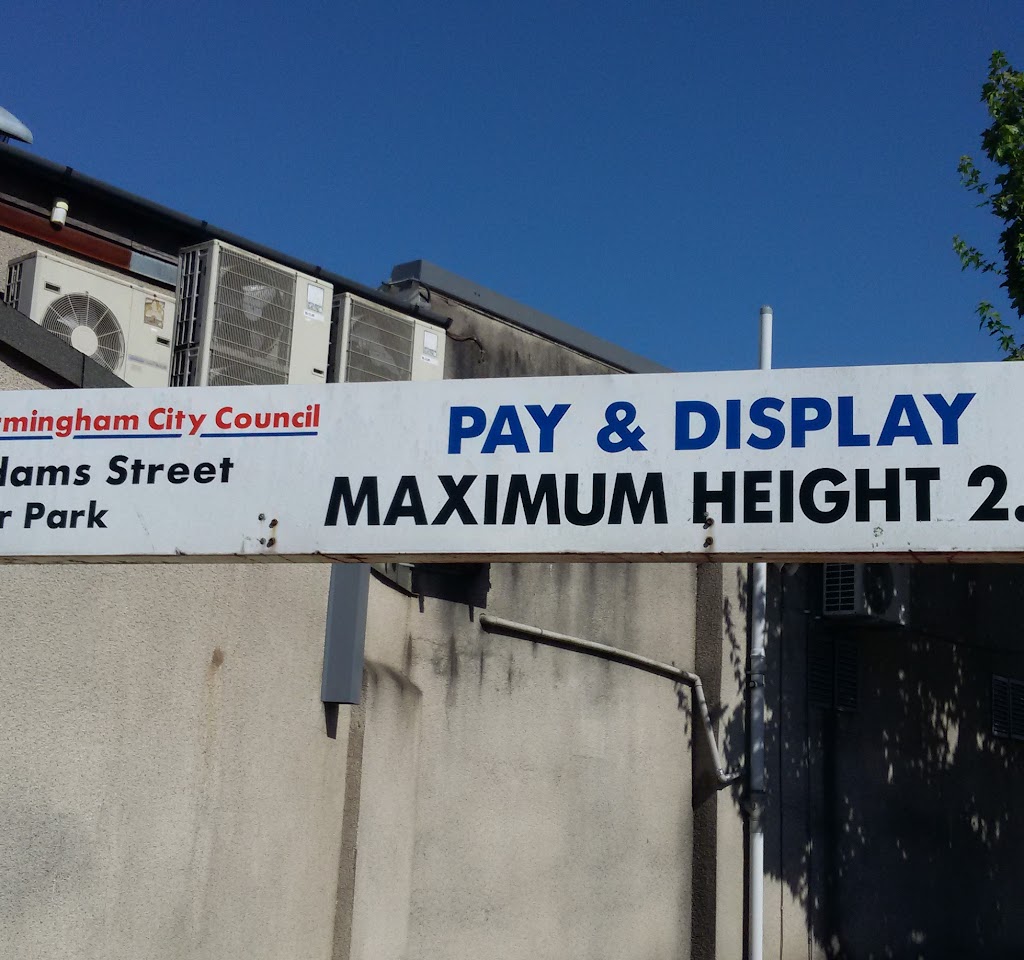 rmingham City Council
dams Street
r Park
PAY & DISPLAY
MAXIMUM HEIGHT 2.